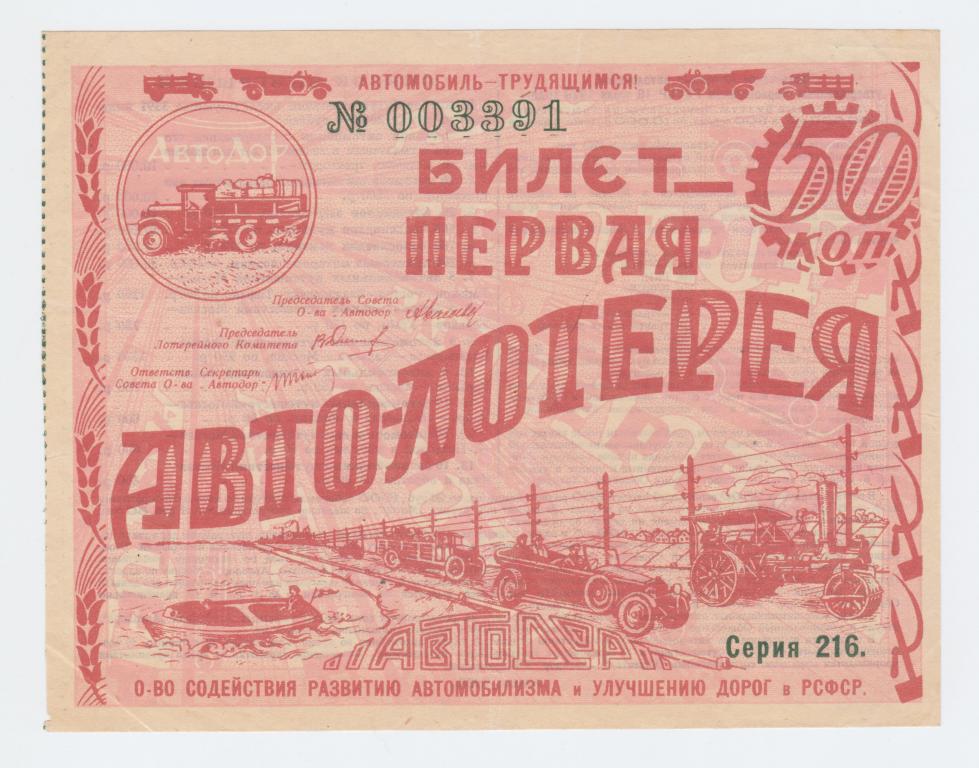 АВТОМОБИЛЬ–ТРУДЯЩИМСЯ!
№ 003391
АВТОДОР
БИЛЕТ
50 КОП.
ПЕРВАЯ
Председатель Совета
О-ва „Автодор"
Председатель
Лотерейного Комитета
Ответств. Секретарь
Совета О-ва „Автодор"
АВТО-ЛОТЕРЕЯ
АВТОДОР
Серия 216.
О-ВО СОДЕЙСТВИЯ РАЗВИТИЮ АВТОМОБИЛИЗМА и УЛУЧШЕНИЮ ДОРОГ в РСФСР.